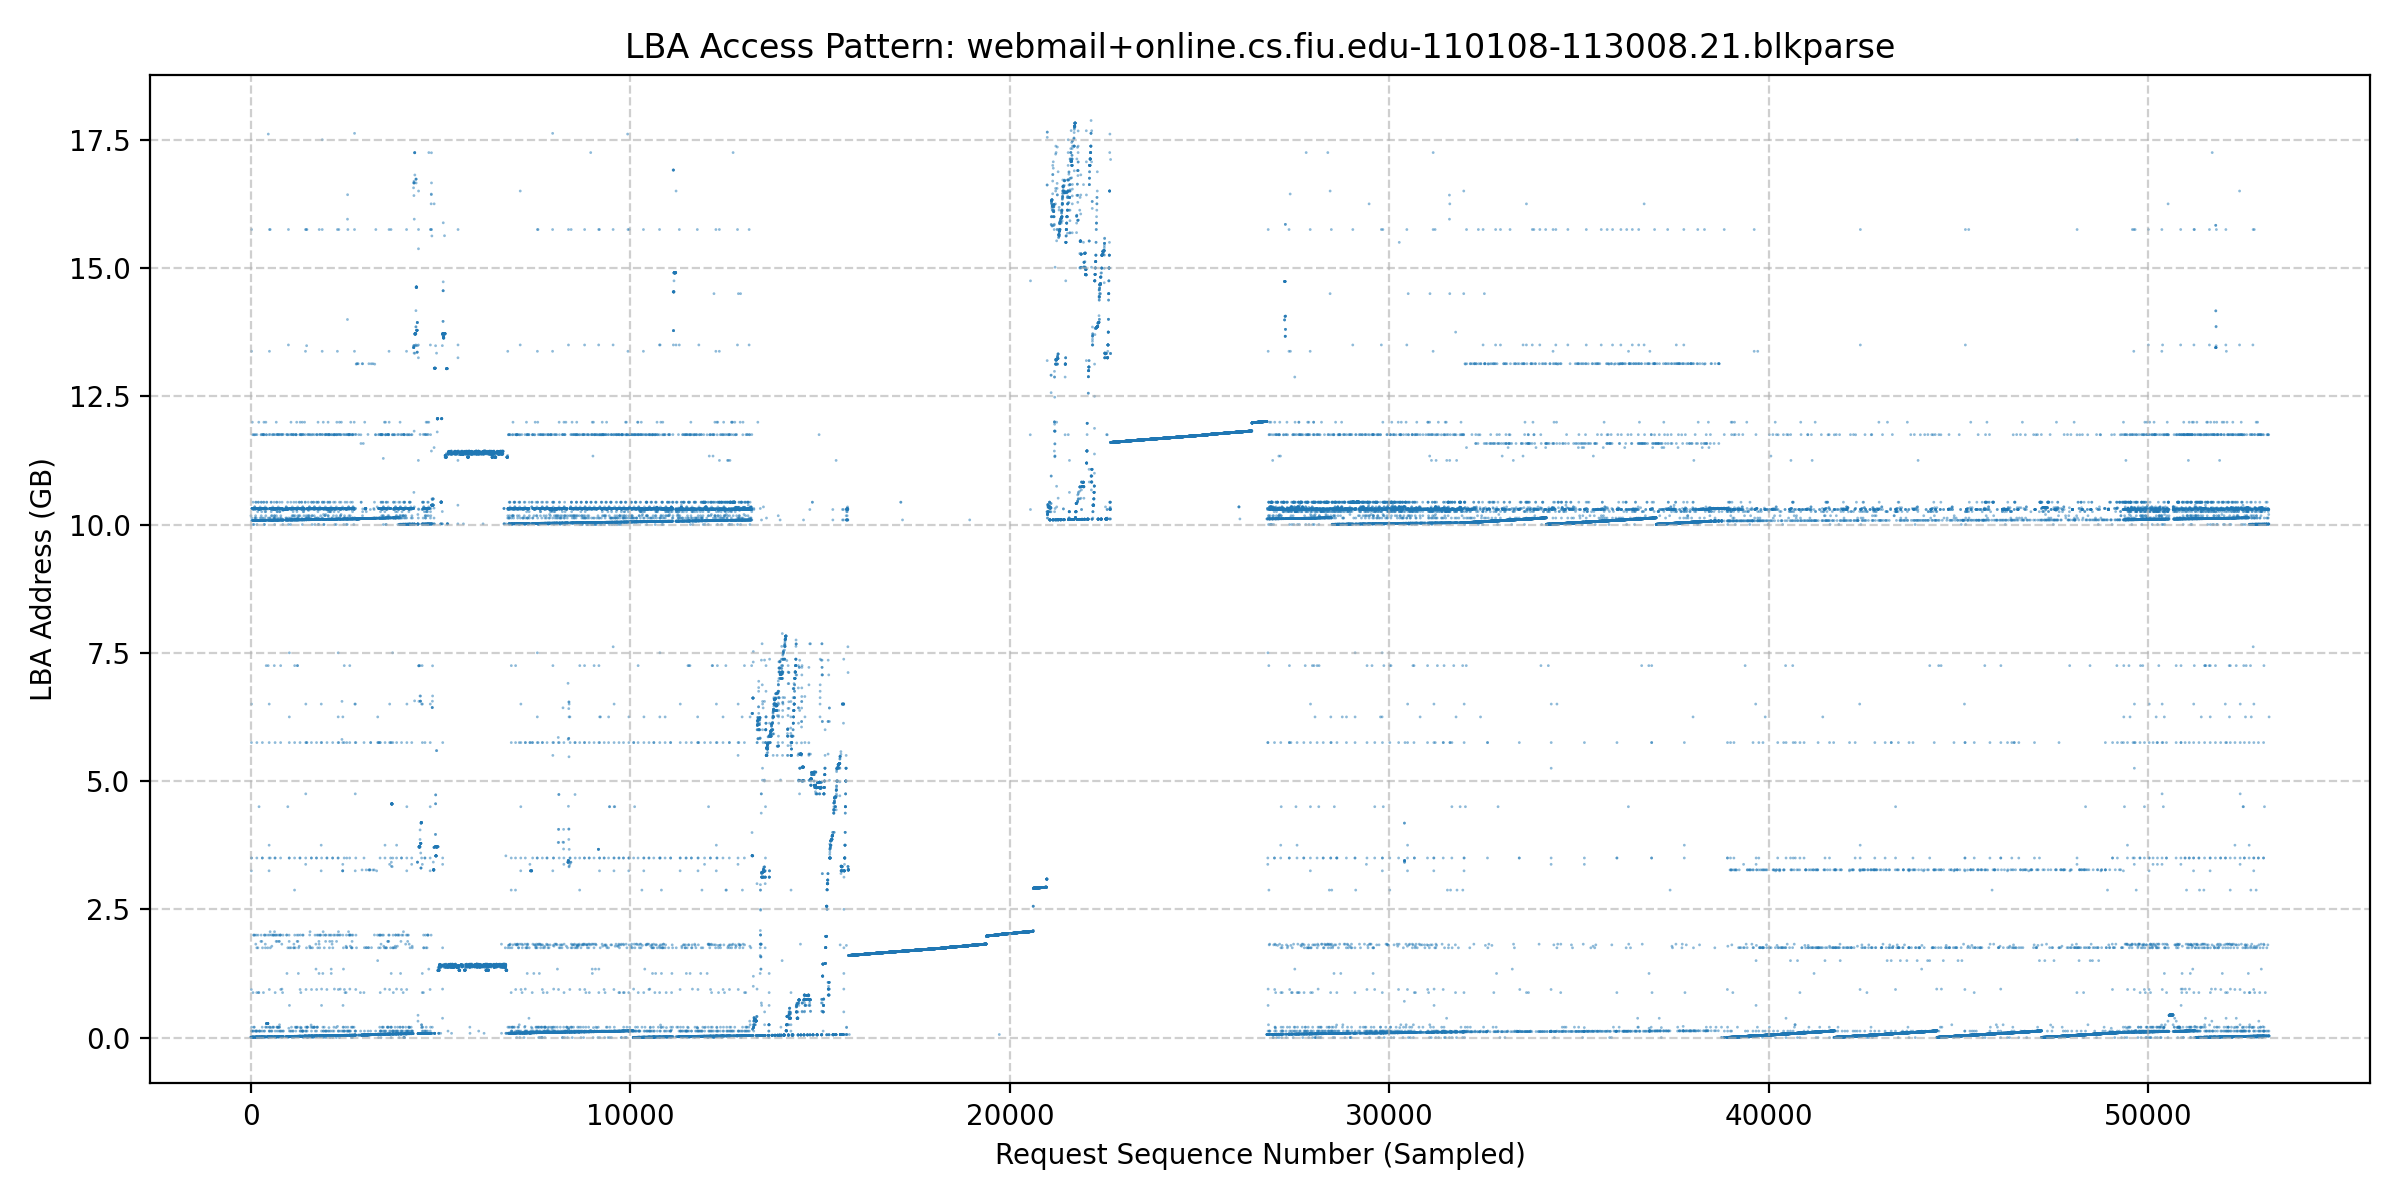 LBA Access Pattern: webmail+online.cs.fiu.edu-110108-113008.21.blkparse
LBA Address (GB)
17.5
15.0
12.5
10.0
7.5
5.0
2.5
0.0
0 10000 20000 30000 40000 50000
Request Sequence Number (Sampled)